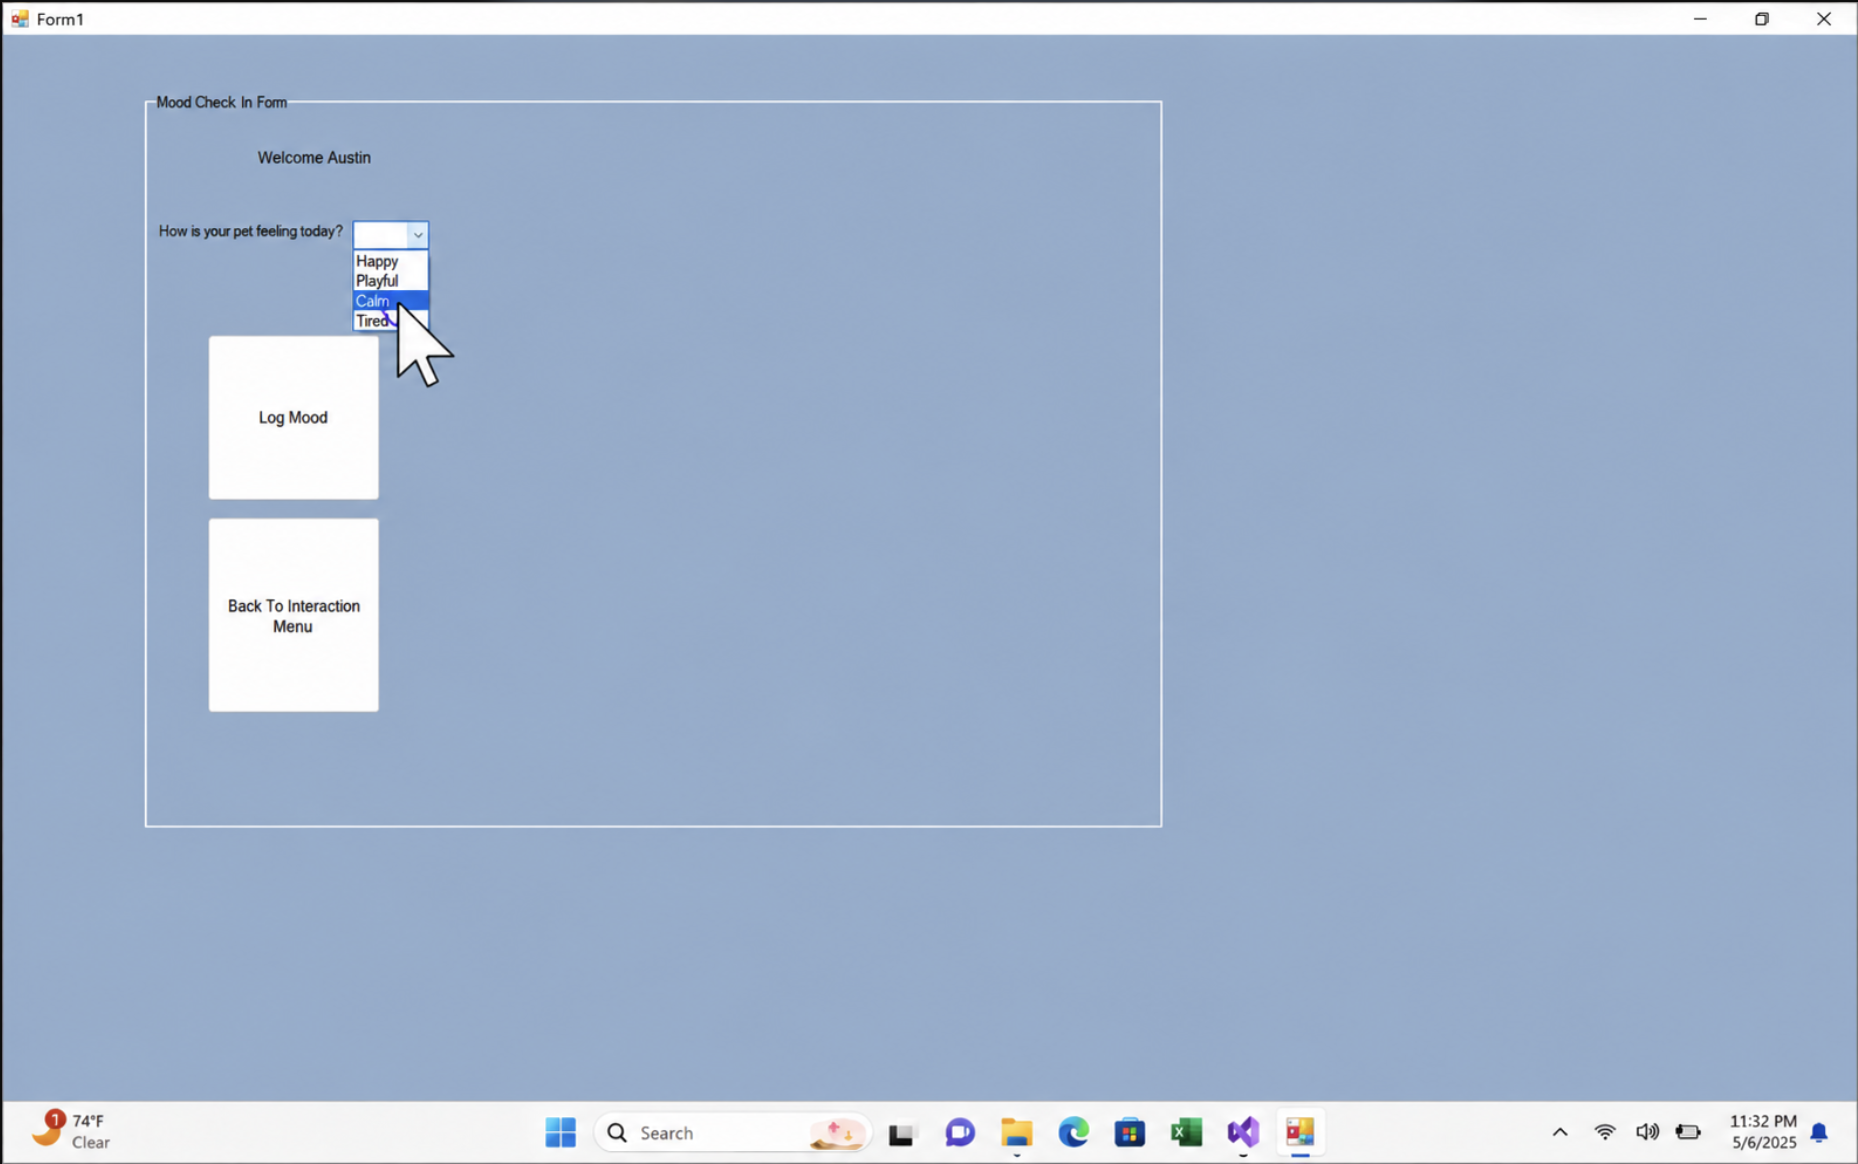 Form1
Mood Check In Form
Welcome Austin
How is your pet feeling today?
Happy
Playful
Calm
Tired
Log Mood
Back To Interaction
Menu
1
74°F
Clear
Search
11:32 PM
5/6/2025